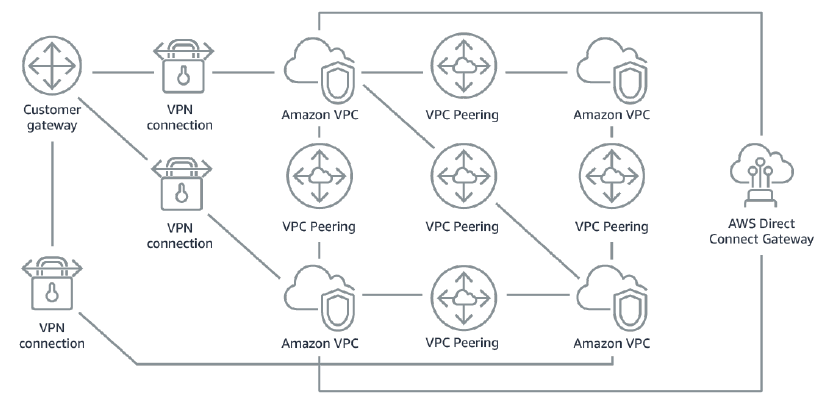 Customer
gateway
VPN
connection
Amazon VPC
VPC Peering
Amazon VPC
VPN
connection
VPC Peering
VPC Peering
VPC Peering
AWS Direct
Connect Gateway
VPN
connection
Amazon VPC
VPC Peering
Amazon VPC